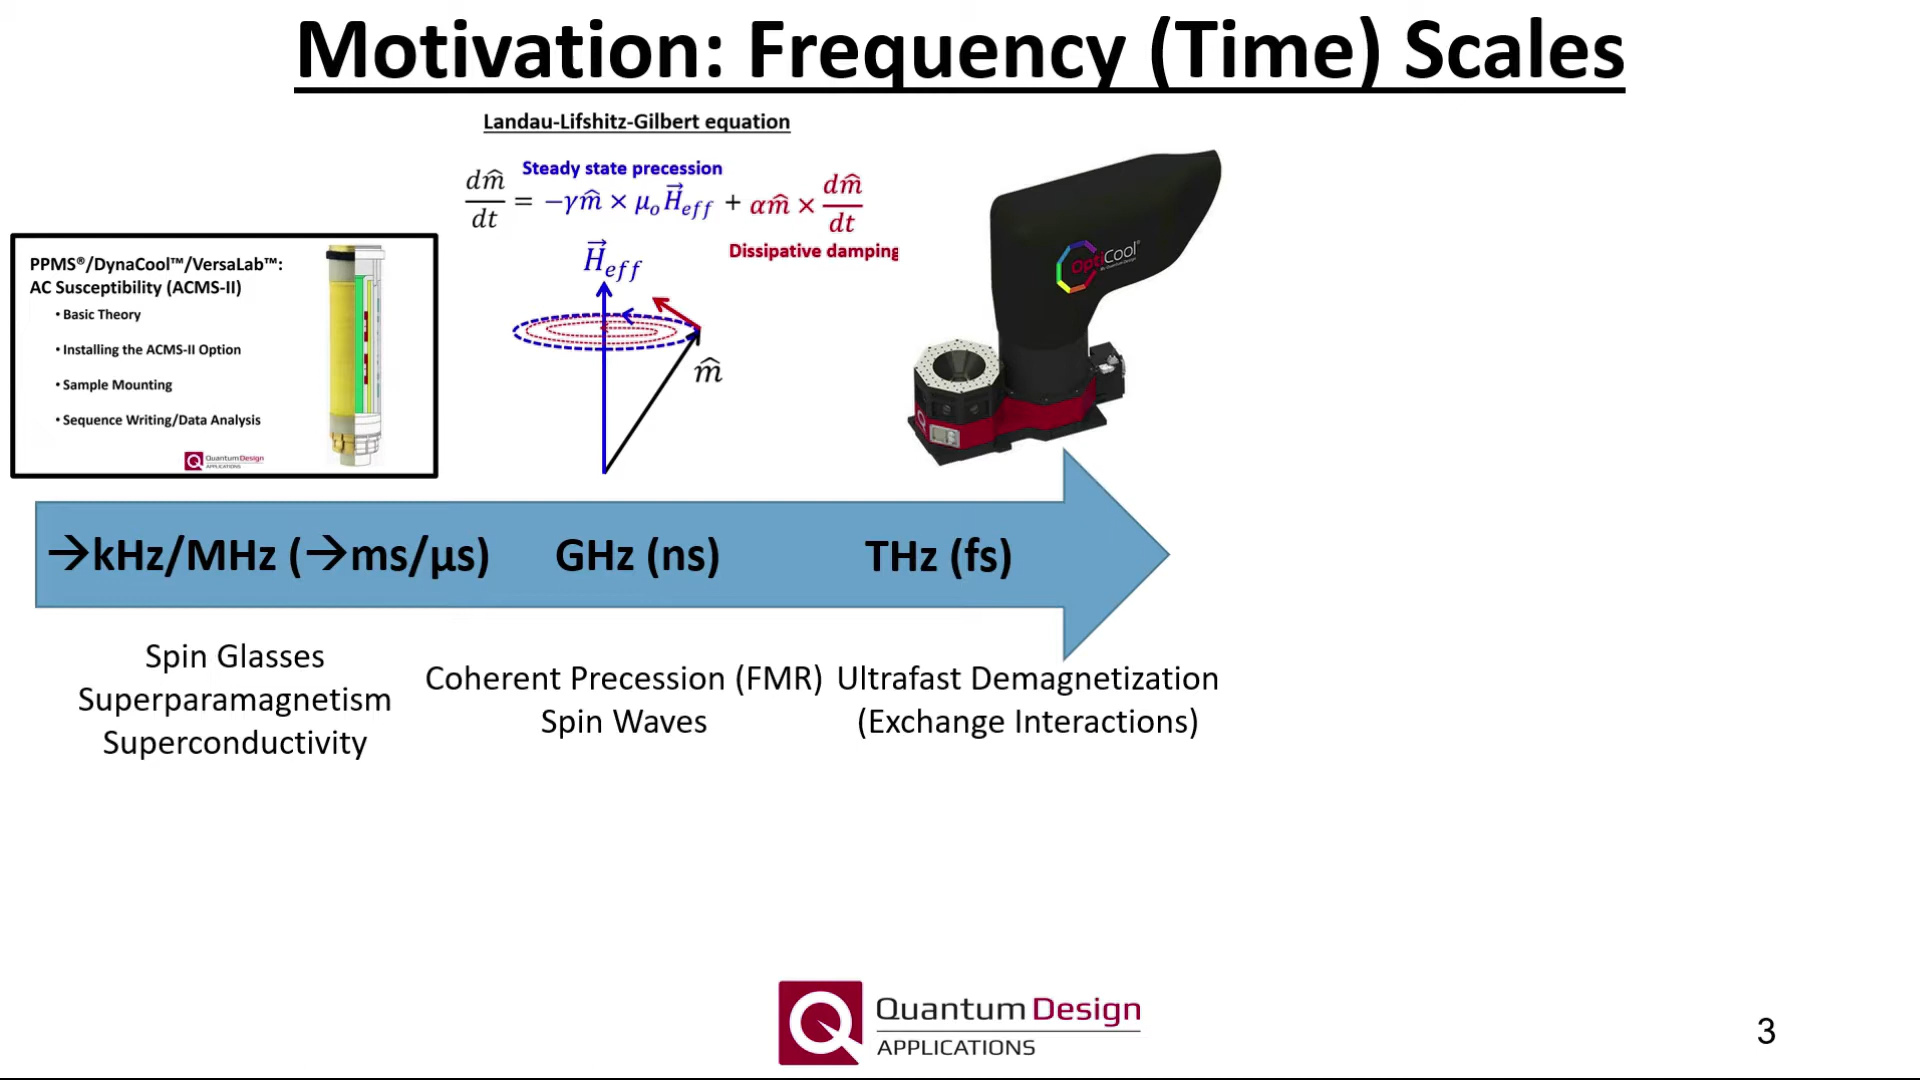 Motivation: Frequency (Time) Scales
Landau-Lifshitz-Gilbert equation
Steady state precession
dm̂/dt = −γm̂ × μₒH⃗eff + αm̂ × dm̂/dt
Dissipative damping
H⃗eff
m̂
PPMS®/DynaCool™/VersaLab™:
AC Susceptibility (ACMS-II)
• Basic Theory
• Installing the ACMS-II Option
• Sample Mounting
• Sequence Writing/Data Analysis
Quantum Design
APPLICATIONS
OptiCool®
→kHz/MHz (→ms/μs)
GHz (ns)
THz (fs)
Spin Glasses
Superparamagnetism
Superconductivity
Coherent Precession (FMR)
Spin Waves
Ultrafast Demagnetization
(Exchange Interactions)
Quantum Design
APPLICATIONS
3